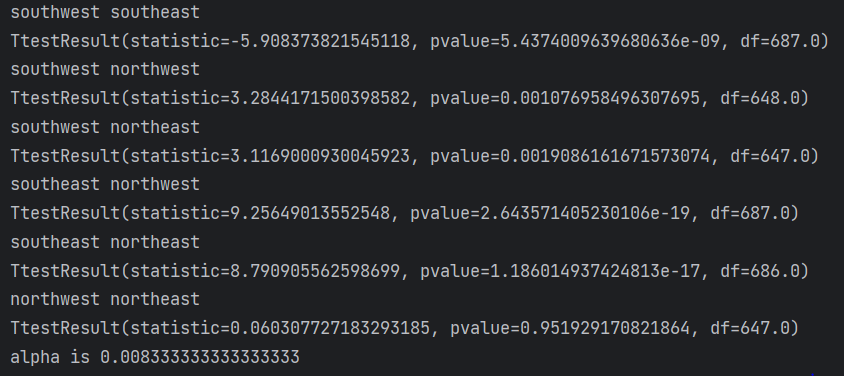 southwest southeast
TtestResult(statistic=-5.908373821545118, pvalue=5.4374009639680636e-09, df=687.0)
southwest northwest
TtestResult(statistic=3.2844171500398582, pvalue=0.001076958496307695, df=648.0)
southwest northeast
TtestResult(statistic=3.1169000930045923, pvalue=0.0019086161671573074, df=647.0)
southeast northwest
TtestResult(statistic=9.25649013552548, pvalue=2.643571405230106e-19, df=687.0)
southeast northeast
TtestResult(statistic=8.790905562598699, pvalue=1.186014937424813e-17, df=686.0)
northwest northeast
TtestResult(statistic=0.060307727183293185, pvalue=0.951929170821864, df=647.0)
alpha is 0.008333333333333333